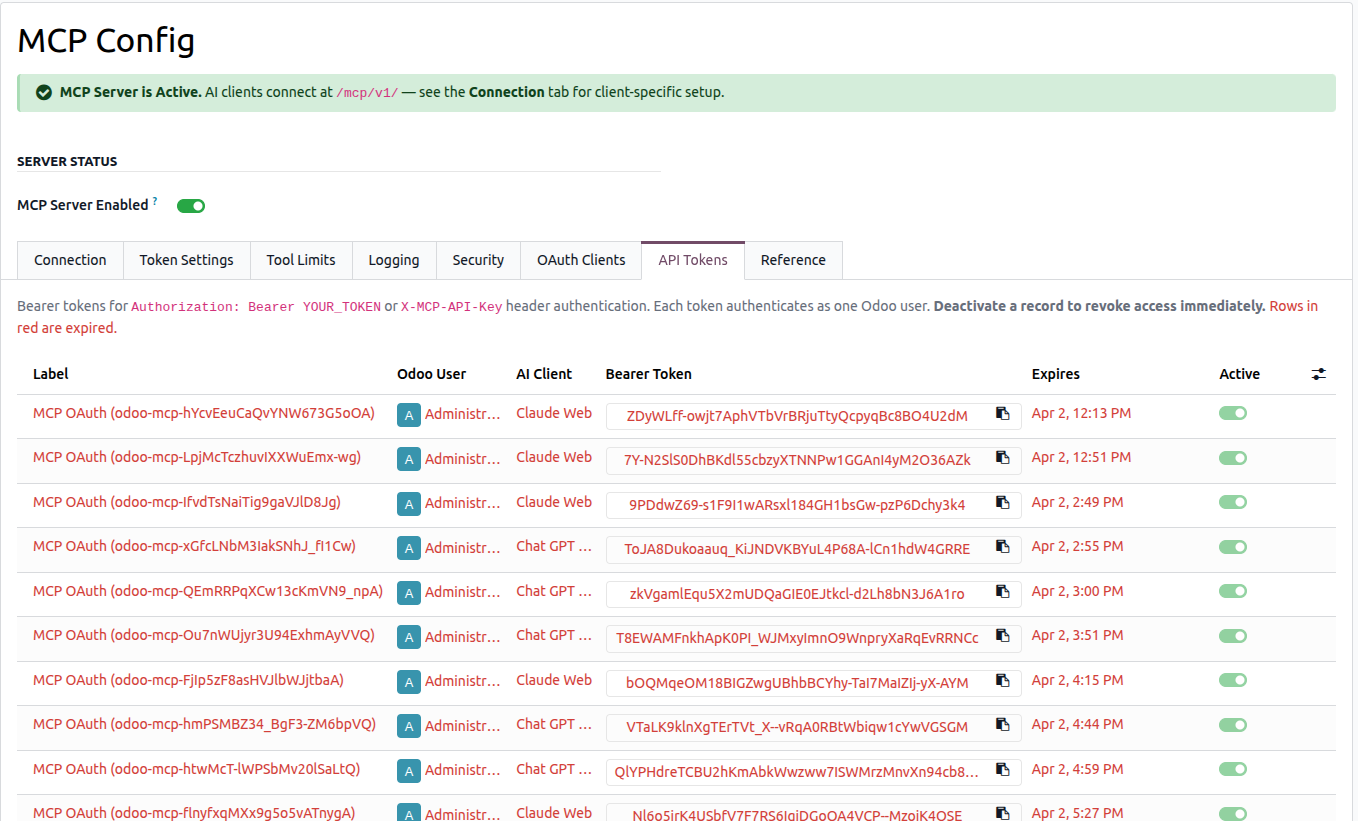 MCP Config
MCP Server is Active. AI clients connect at /mcp/v1/ — see the Connection tab for client-specific setup.
SERVER STATUS
MCP Server Enabled ?
Connection Token Settings Tool Limits Logging Security OAuth Clients API Tokens Reference
Bearer tokens for Authorization: Bearer YOUR_TOKEN or X-MCP-API-Key header authentication. Each token authenticates as one Odoo user. Deactivate a record to revoke access immediately. Rows in
red are expired.
Label Odoo User AI Client Bearer Token Expires Active
MCP OAuth (odoo-mcp-hYcvEeuCaQvYNW673G5oOA) A Administr… Claude Web ZDyWLff-owjt7AphVTbVrBRjuTtyQcpyqBc8BO4U2dM Apr 2, 12:13 PM
MCP OAuth (odoo-mcp-LpjMcTczhuvIXXWuEmx-wg) A Administr… Claude Web 7Y-N2SlS0DhBKdl55cbzyXTNNPw1GGAnI4yM2O36AZk Apr 2, 12:51 PM
MCP OAuth (odoo-mcp-IfvdTsNaiTig9gaVJlD8Jg) A Administr… Claude Web 9PDdwZ69-s1F9I1wARsxl184GH1bsGw-pzP6Dchy3k4 Apr 2, 2:49 PM
MCP OAuth (odoo-mcp-xGfcLNbM3IakSNhJ_fI1Cw) A Administr… Chat GPT … ToJA8Dukoaauq_KiJNDVKBYuL4P68A-lCn1hdW4GRRE Apr 2, 2:55 PM
MCP OAuth (odoo-mcp-QEmRRPqXCw13cKmVN9_npA) A Administr… Chat GPT … zkVgamlEqu5X2mUDQaGIE0EJtkcl-d2Lh8bN3J6A1ro Apr 2, 3:00 PM
MCP OAuth (odoo-mcp-Ou7nWUjyr3U94ExhmAyVVQ) A Administr… Chat GPT … T8EWAMFnkhApK0PI_WJMxyImnO9WnpryXaRqEvRRNCc Apr 2, 3:51 PM
MCP OAuth (odoo-mcp-FjIp5zF8asHVJlbWJjtbaA) A Administr… Claude Web bOQMqeOM18BIGZwgUBhbBCYhy-TaI7MaIZIj-yX-AYM Apr 2, 4:15 PM
MCP OAuth (odoo-mcp-hmPSMBZ34_BgF3-ZM6bpVQ) A Administr… Chat GPT … VTaLK9klnXgTErTVt_X--vRqA0RBtWbiqw1cYwVGSGM Apr 2, 4:44 PM
MCP OAuth (odoo-mcp-htwMcT-lWPSbMv20lSaLtQ) A Administr… Chat GPT … QlYPHdreTCBU2hKmAbkWwzww7ISWMrzMnvXn94cb8… Apr 2, 4:59 PM
MCP OAuth (odoo-mcp-flnyfxqMXx9g5o5vATnygA) A Administr… Claude Web Nl6o5jrK4USbfV7F7RS6IgiDGoOA4VCP--MzojK4OSE Apr 2, 5:27 PM